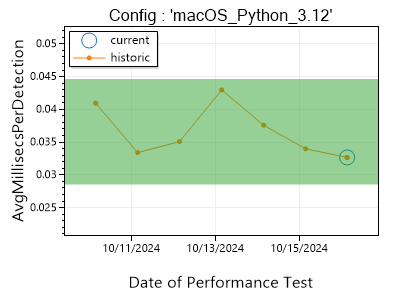 Config : 'macOS_Python_3.12'
current
historic
AvgMillisecsPerDetection
0.05
0.045
0.04
0.035
0.03
0.025
10/11/2024
10/13/2024
10/15/2024
Date of Performance Test